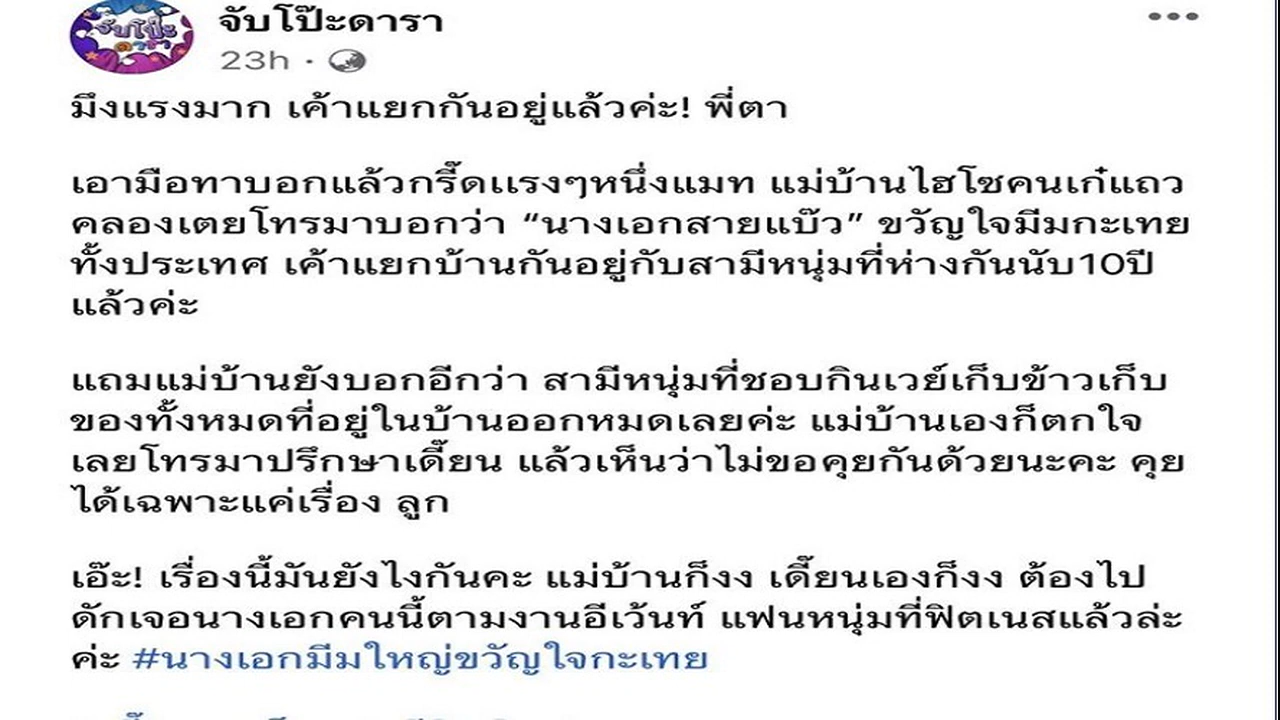 จับโป๊ะดารา
จับโป๊ะดารา
23h ·
มึงแรงมาก เค้าแยกกันอยู่แล้วค่ะ! พี่ตา
เอามือทาบอกแล้วกรี๊ดแรงๆหนึ่งแมท แม่บ้านไฮโซคนเก๋แถว
คลองเตยโทรมาบอกว่า “นางเอกสายแบ๊ว” ขวัญใจมีมกะเทย
ทั้งประเทศ เค้าแยกบ้านกันอยู่กับสามีหนุ่มที่ห่างกันนับ10ปี
แล้วค่ะ
แถมแม่บ้านยังบอกอีกว่า สามีหนุ่มที่ชอบกินเวย์เก็บข้าวเก็บ
ของทั้งหมดที่อยู่ในบ้านออกหมดเลยค่ะ แม่บ้านเองก็ตกใจ
เลยโทรมาปรึกษาเดี๊ยน แล้วเห็นว่าไม่ขอคุยกันด้วยนะคะ คุย
ได้เฉพาะแค่เรื่อง ลูก
เอ๊ะ! เรื่องนี้มันยังไงกันคะ แม่บ้านก็งง เดี๊ยนเองก็งง ต้องไป
ดักเจอนางเอกคนนี้ตามงานอีเว้นท์ แฟนหนุ่มที่ฟิตเนสแล้วล่ะ
ค่ะ #นางเอกมีมใหญ่ขวัญใจกะเทย